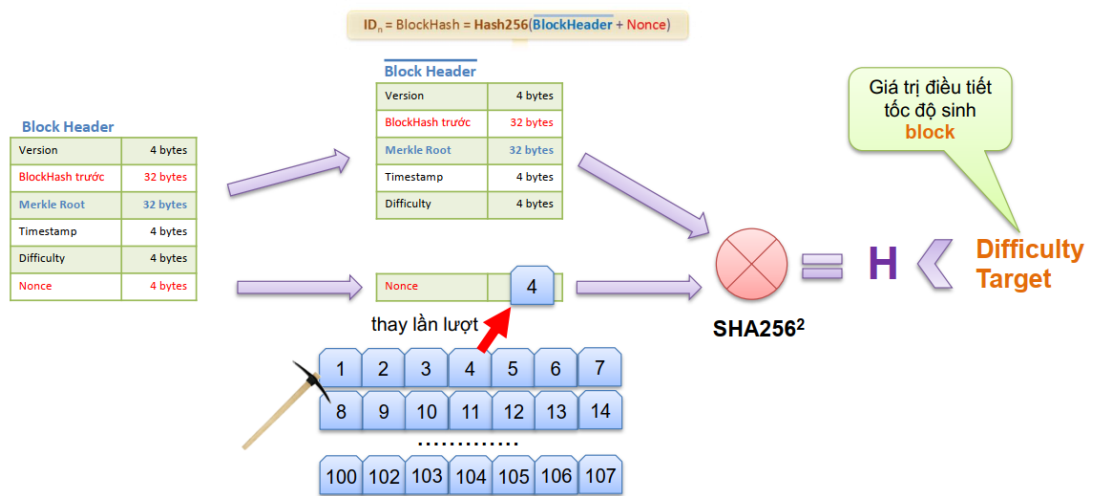 IDn = BlockHash = Hash256(BlockHeader + Nonce)
Block Header
Version 4 bytes
BlockHash trước 32 bytes
Merkle Root 32 bytes
Timestamp 4 bytes
Difficulty 4 bytes
Nonce 4 bytes
Block Header
Version 4 bytes
BlockHash trước 32 bytes
Merkle Root 32 bytes
Timestamp 4 bytes
Difficulty 4 bytes
Nonce 4
thay lần lượt
1 2 3 4 5 6 7
8 9 10 11 12 13 14
.............
100 102 103 104 105 106 107
SHA256²
= H <
Difficulty
Target
Giá trị điều tiết
tốc độ sinh
block